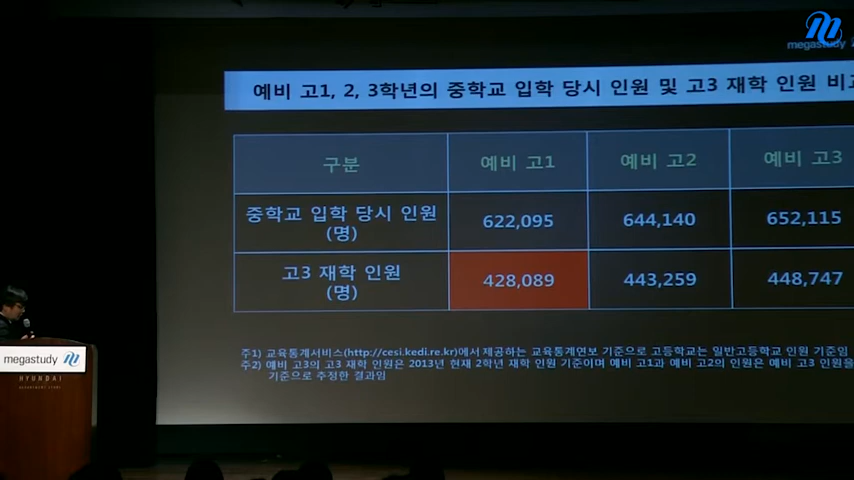 megastudy
예비 고1, 2, 3학년의 중학교 입학 당시 인원 및 고3 재학 인원 비교
구분 예비 고1 예비 고2 예비 고3
중학교 입학 당시 인원
(명) 622,095 644,140 652,115
고3 재학 인원
(명) 428,089 443,259 448,747
주1) 교육통계서비스(http://cesi.kedi.re.kr)에서 제공하는 교육통계연보 기준으로 고등학교는 일반고등학교 인원 기준임
주2) 예비 고3의 고3 재학 인원은 2013년 현재 2학년 재학 인원 기준이며 예비 고1과 예비 고2의 인원은 예비 고3 인원을
기준으로 추정한 결과임
megastudy
HYUNDAI